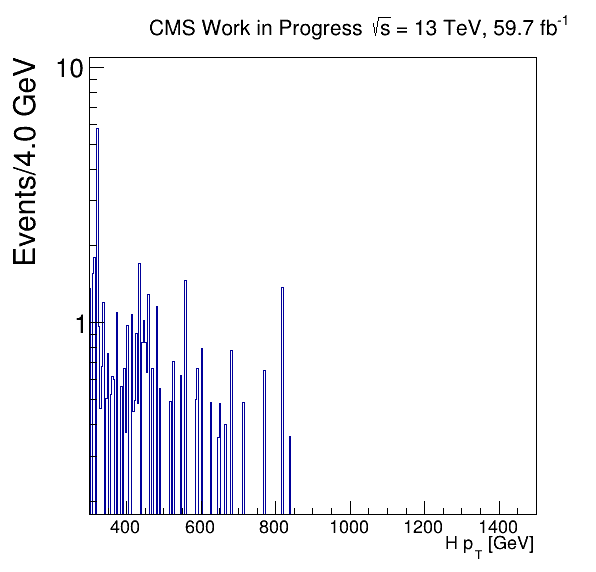 CMS Work in Progress √s = 13 TeV, 59.7 fb⁻¹
Events/4.0 GeV
10
1
400 600 800 1000 1200 1400
H p_T [GeV]